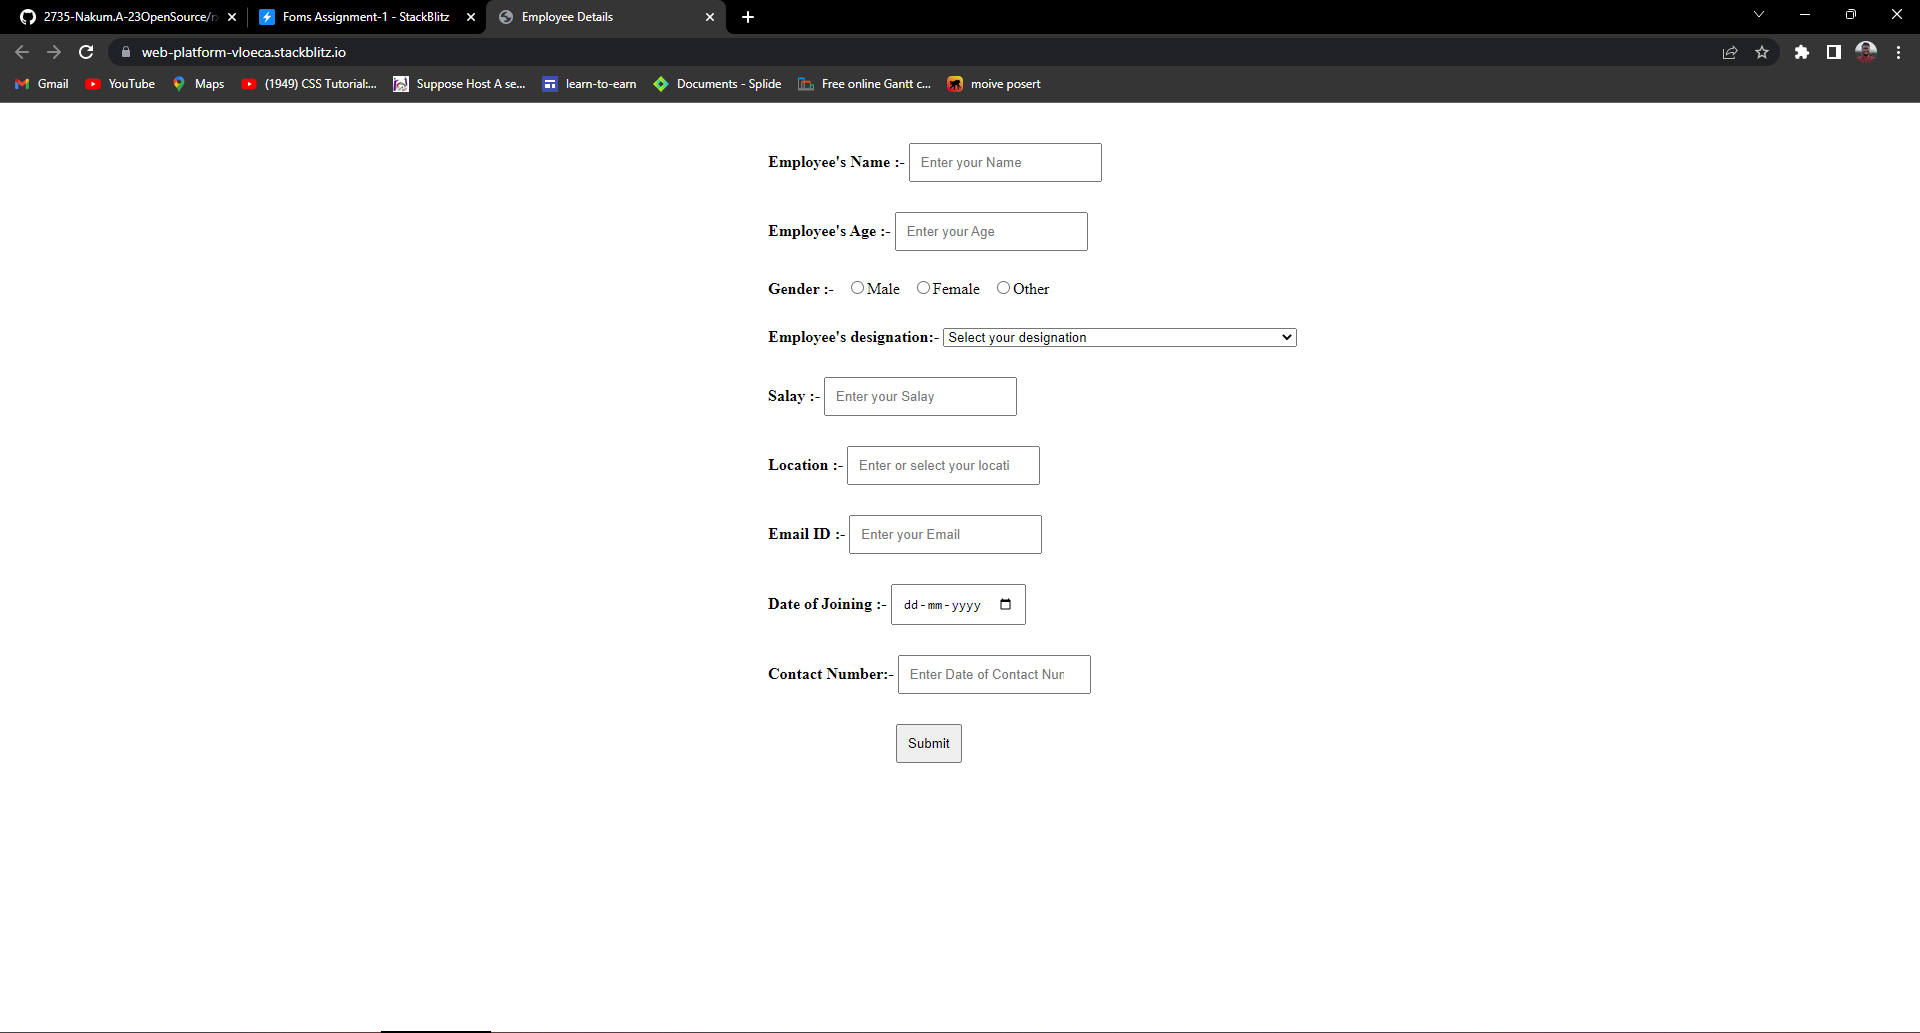 2735-Nakum.A-23OpenSource/r
Foms Assignment-1 - StackBlitz
Employee Details
web-platform-vloeca.stackblitz.io
Gmail
YouTube
Maps
(1949) CSS Tutorial:...
Suppose Host A se...
learn-to-earn
Documents - Splide
Free online Gantt c...
moive posert
Employee's Name :- Enter your Name
Employee's Age :- Enter your Age
Gender :- Male Female Other
Employee's designation:- Select your designation
Salay :- Enter your Salay
Location :- Enter or select your locati
Email ID :- Enter your Email
Date of Joining :- dd-mm-yyyy
Contact Number:- Enter Date of Contact Nur
Submit